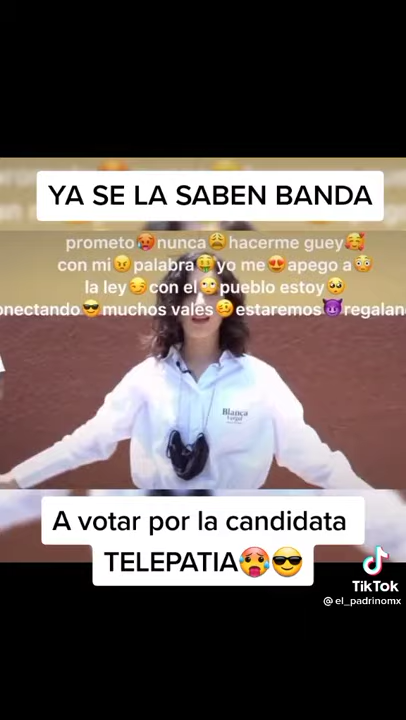 YA SE LA SABEN BANDA
prometo🥵nunca😩hacerme guey🥰
con mi😠palabra🤑yo me😍apego a😳
la ley😏con el🙄pueblo estoy🥺
onectando😎muchos vales🥴estaremos😈regalan
Blanca
A votar por la candidata
TELEPATIA🥵😎
TikTok
@el_padrinomx